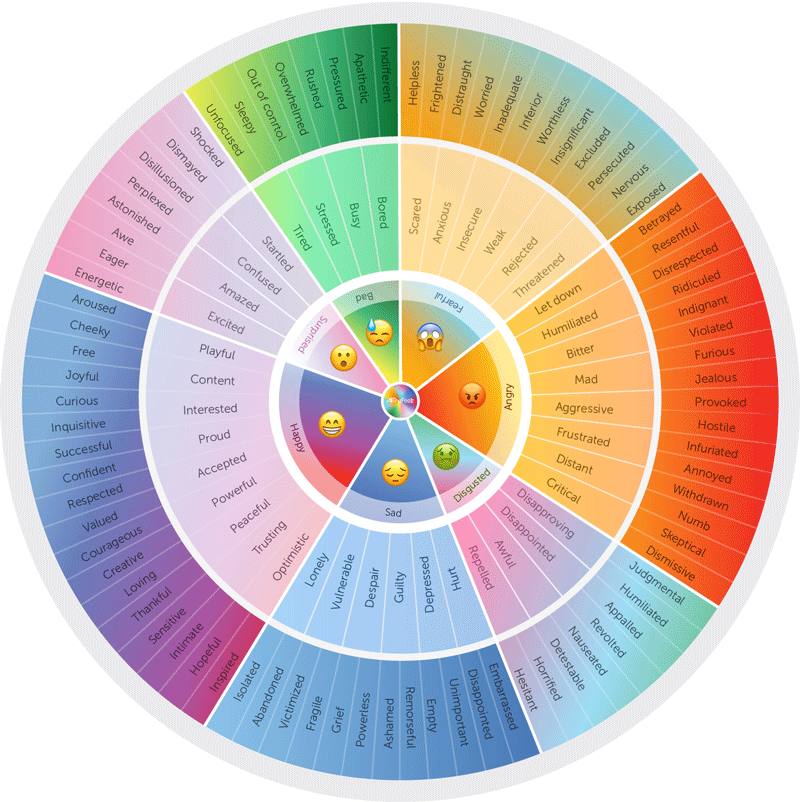 Fearful
Angry
Disgusted
Sad
Happy
Surprised
Bad
Scared
Anxious
Insecure
Weak
Rejected
Threatened
Let down
Humiliated
Bitter
Mad
Aggressive
Frustrated
Distant
Critical
Disapproving
Disappointed
Awful
Repelled
Hurt
Depressed
Guilty
Despair
Vulnerable
Lonely
Optimistic
Trusting
Peaceful
Powerful
Accepted
Proud
Interested
Content
Playful
Excited
Amazed
Confused
Startled
Tired
Stressed
Busy
Bored
Helpless
Frightened
Distraught
Worried
Inadequate
Inferior
Worthless
Insignificant
Excluded
Persecuted
Nervous
Exposed
Betrayed
Resentful
Disrespected
Ridiculed
Indignant
Violated
Furious
Jealous
Provoked
Hostile
Infuriated
Annoyed
Withdrawn
Numb
Skeptical
Dismissive
Judgmental
Humiliated
Appalled
Revolted
Nauseated
Detestable
Horrified
Hesitant
Embarrassed
Disappointed
Unimportant
Empty
Remorseful
Ashamed
Powerless
Grief
Fragile
Victimized
Abandoned
Isolated
Inspired
Hopeful
Intimate
Sensitive
Thankful
Loving
Creative
Courageous
Valued
Respected
Confident
Successful
Inquisitive
Curious
Joyful
Free
Cheeky
Aroused
Energetic
Eager
Awe
Astonished
Perplexed
Disillusioned
Dismayed
Shocked
Unfocused
Sleepy
Out of conrtol
Overwhelmed
Rushed
Pressured
Apathetic
Indifferent